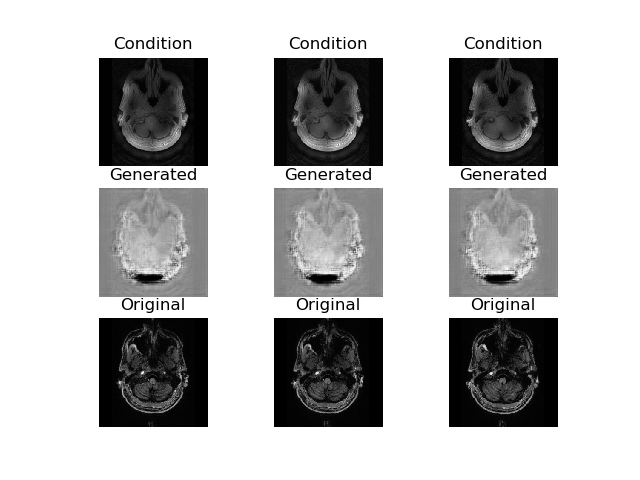 Condition Condition Condition
Generated Generated Generated
Original Original Original